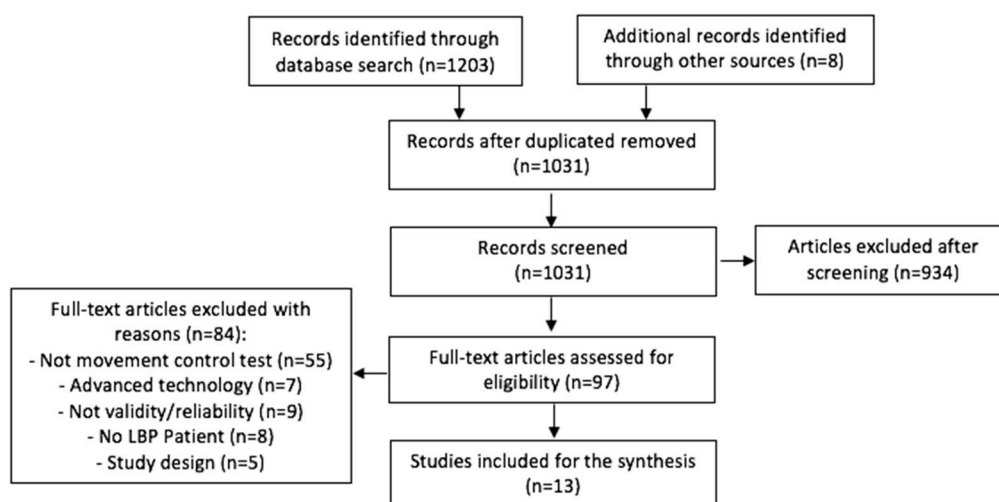 Records identified through
database search (n=1203)
Additional records identified
through other sources (n=8)
Records after duplicated removed
(n=1031)
Records screened
(n=1031)
Articles excluded after
screening (n=934)
Full-text articles excluded with
reasons (n=84):
- Not movement control test (n=55)
- Advanced technology (n=7)
- Not validity/reliability (n=9)
- No LBP Patient (n=8)
- Study design (n=5)
Full-text articles assessed for
eligibility (n=97)
Studies included for the synthesis
(n=13)